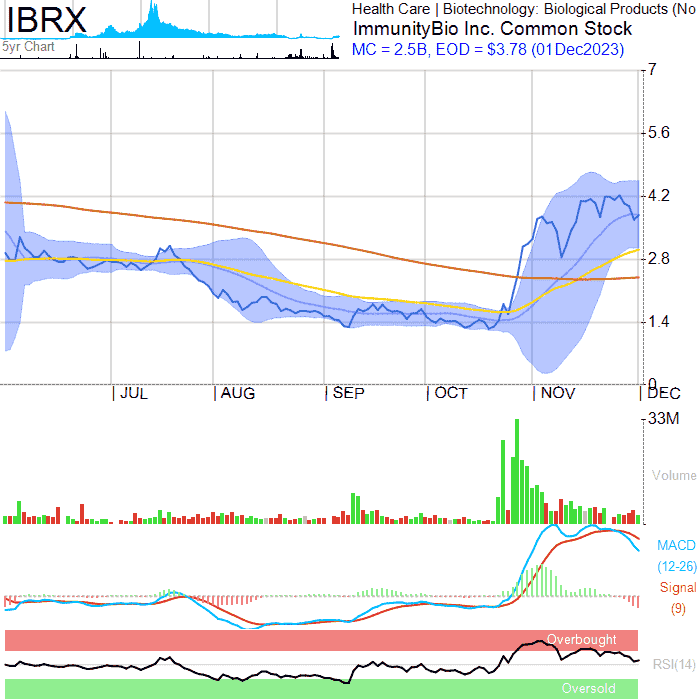 IBRX
5yr Chart
Health Care | Biotechnology: Biological Products (No
ImmunityBio Inc. Common Stock
MC = 2.5B, EOD = $3.78 (01Dec2023)
7
5.6
4.2
2.8
1.4
0
JUL AUG SEP OCT NOV DEC
33M
Volume
MACD
(12-26)
Signal
(9)
Overbought
RSI(14)
Oversold